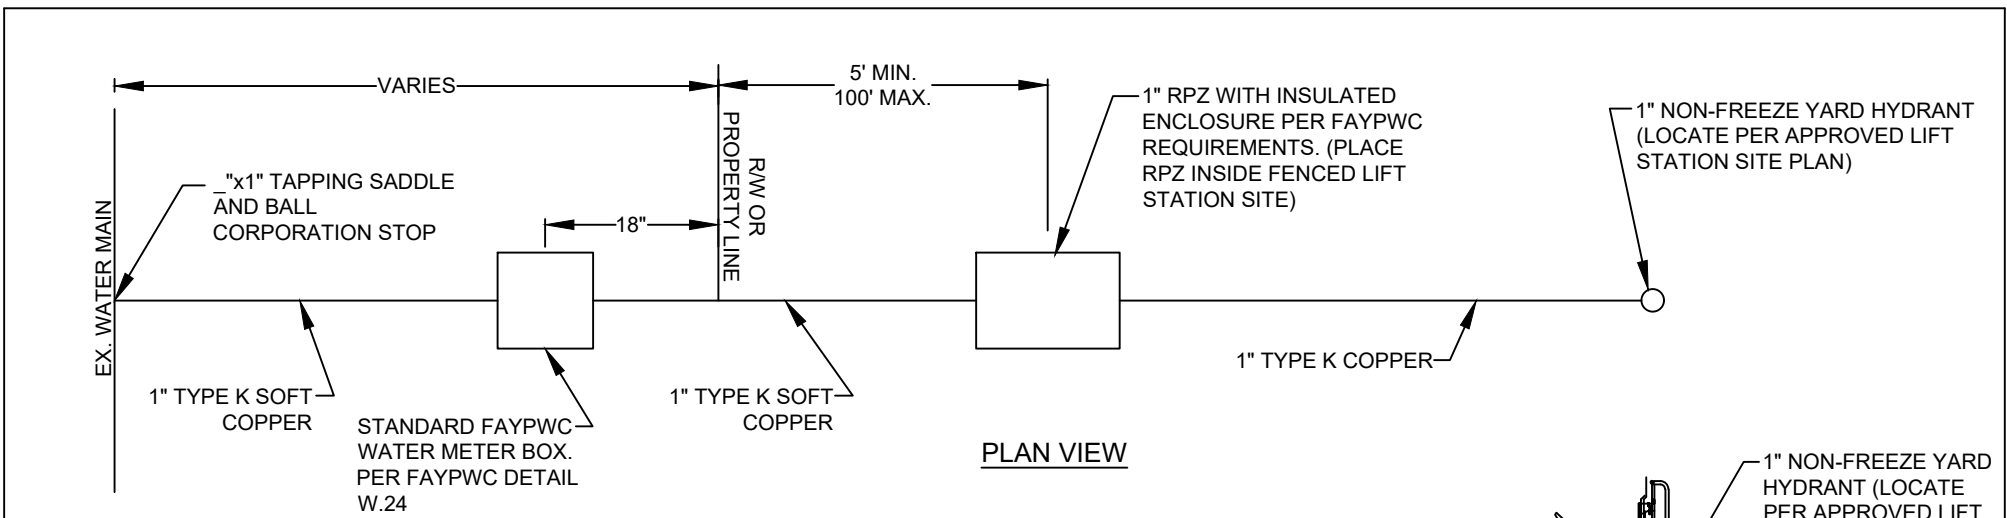 VARIES
5' MIN.
100' MAX.
1" RPZ WITH INSULATED
ENCLOSURE PER FAYPWC
REQUIREMENTS. (PLACE
RPZ INSIDE FENCED LIFT
STATION SITE)
1" NON-FREEZE YARD HYDRANT
(LOCATE PER APPROVED LIFT
STATION SITE PLAN)
_"x1" TAPPING SADDLE
AND BALL
CORPORATION STOP
18"
R/W OR
PROPERTY LINE
EX. WATER MAIN
1" TYPE K SOFT
COPPER
STANDARD FAYPWC
WATER METER BOX.
PER FAYPWC DETAIL
W.24
1" TYPE K SOFT
COPPER
1" TYPE K COPPER
PLAN VIEW
1" NON-FREEZE YARD
HYDRANT (LOCATE
PER APPROVED LIFT